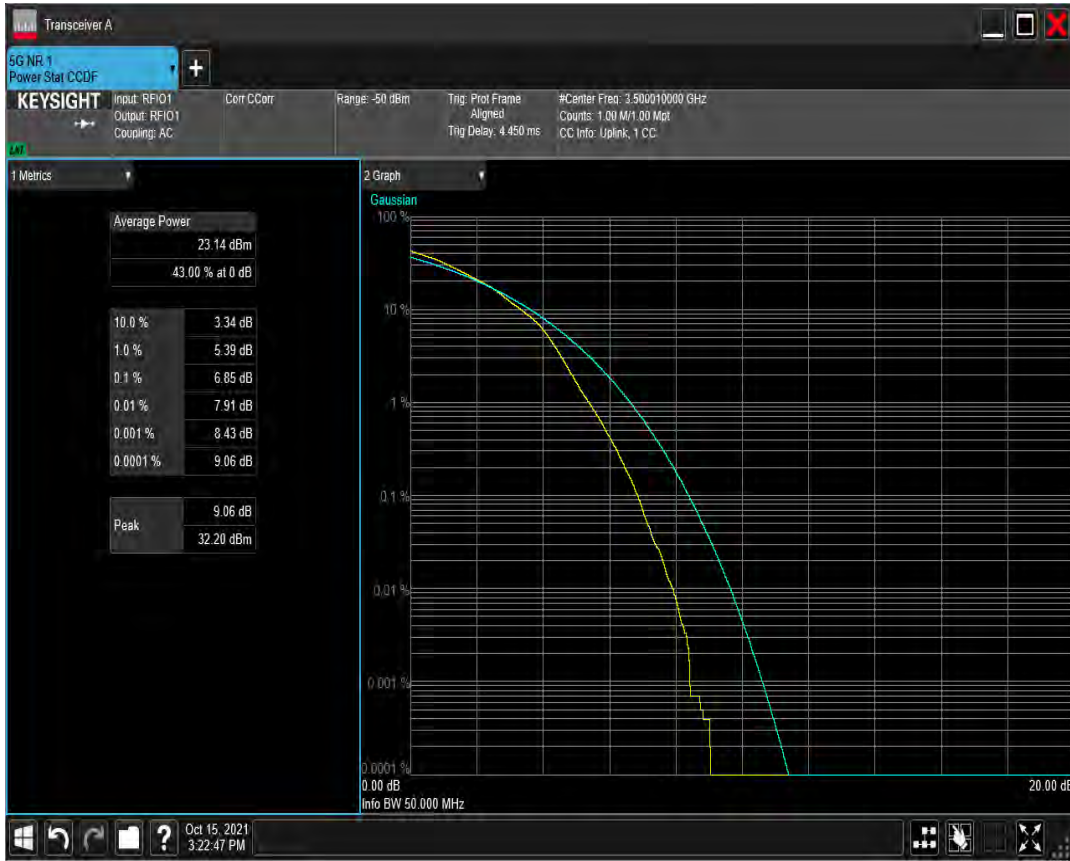 Transceiver A
5G NR 1
Power Stat CCDF
+
KEYSIGHT
Input: RFIO1
Output: RFIO1
Coupling: AC
Corr CCorr
Range: -50 dBm
Trig: Prot Frame
Aligned
Trig Delay: 4.450 ms
#Center Freq: 3.500010000 GHz
Counts: 1.00 M/1.00 Mpt
CC Info: Uplink, 1 CC
LNI
1 Metrics
Average Power
23.14 dBm
43.00 % at 0 dB
10.0 % 3.34 dB
1.0 % 5.39 dB
0.1 % 6.85 dB
0.01 % 7.91 dB
0.001 % 8.43 dB
0.0001 % 9.06 dB
Peak
9.06 dB
32.20 dBm
2 Graph
Gaussian
100 %
10 %
1 %
0.1 %
0.01 %
0.001 %
0.0001 %
0.00 dB 20.00 dB
Info BW 50.000 MHz
?
Oct 15, 2021
3:22:47 PM